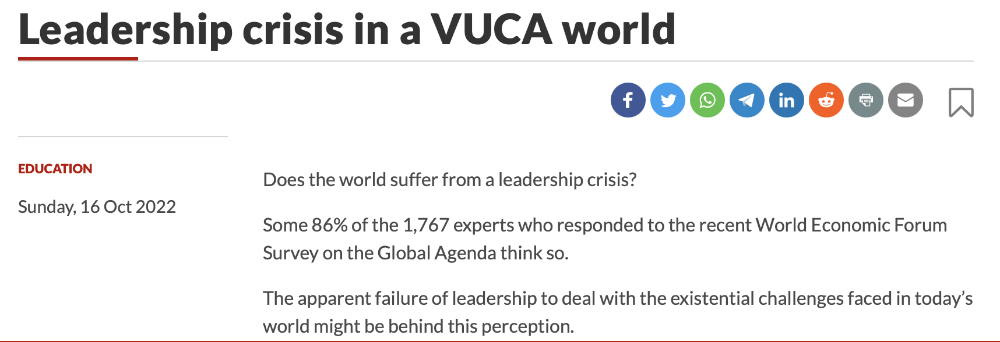 Leadership crisis in a VUCA world
EDUCATION
Sunday, 16 Oct 2022
Does the world suffer from a leadership crisis?
Some 86% of the 1,767 experts who responded to the recent World Economic Forum
Survey on the Global Agenda think so.
The apparent failure of leadership to deal with the existential challenges faced in today’s
world might be behind this perception.